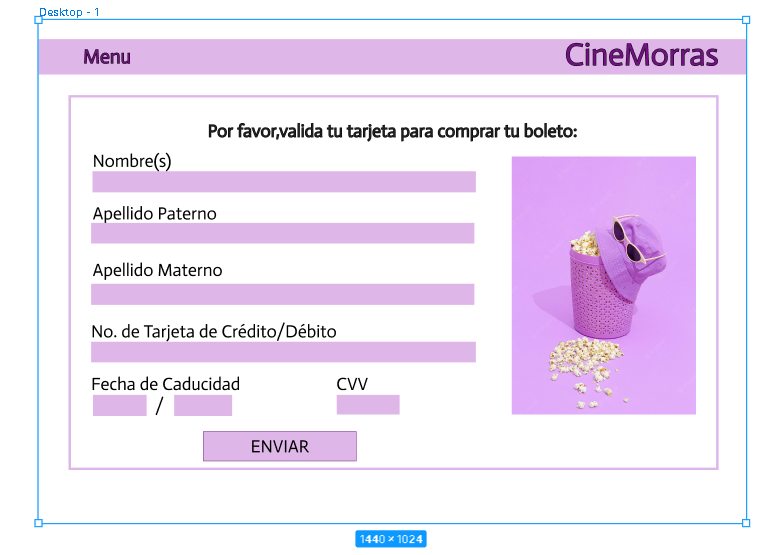 Desktop - 1
Menu
CineMorras
Por favor,valida tu tarjeta para comprar tu boleto:
Nombre(s)
Apellido Paterno
Apellido Materno
No. de Tarjeta de Crédito/Débito
Fecha de Caducidad
CVV
/
ENVIAR
1440 × 1024